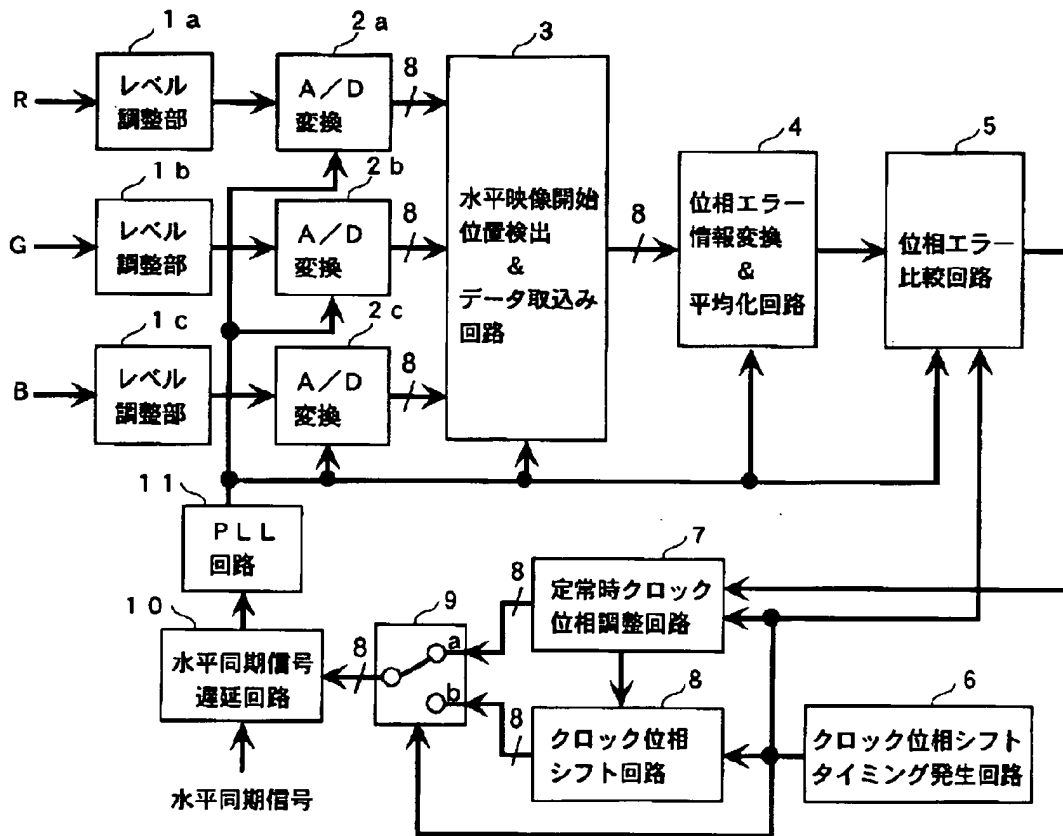 1a
2a
3
R
レベル
調整部
A/D
変換
8
1b
2b
G
レベル
調整部
A/D
変換
8
1c
2c
B
レベル
調整部
A/D
変換
8
水平映像開始
位置検出
&
データ取込み
回路
8
4
位相エラー
情報変換
&
平均化回路
5
位相エラー
比較回路
11
PLL
回路
10
水平同期信号
遅延回路
水平同期信号
8
9
a
b
8
7
定常時クロック
位相調整回路
8
8
クロック位相
シフト回路
6
クロック位相シフト
タイミング発生回路